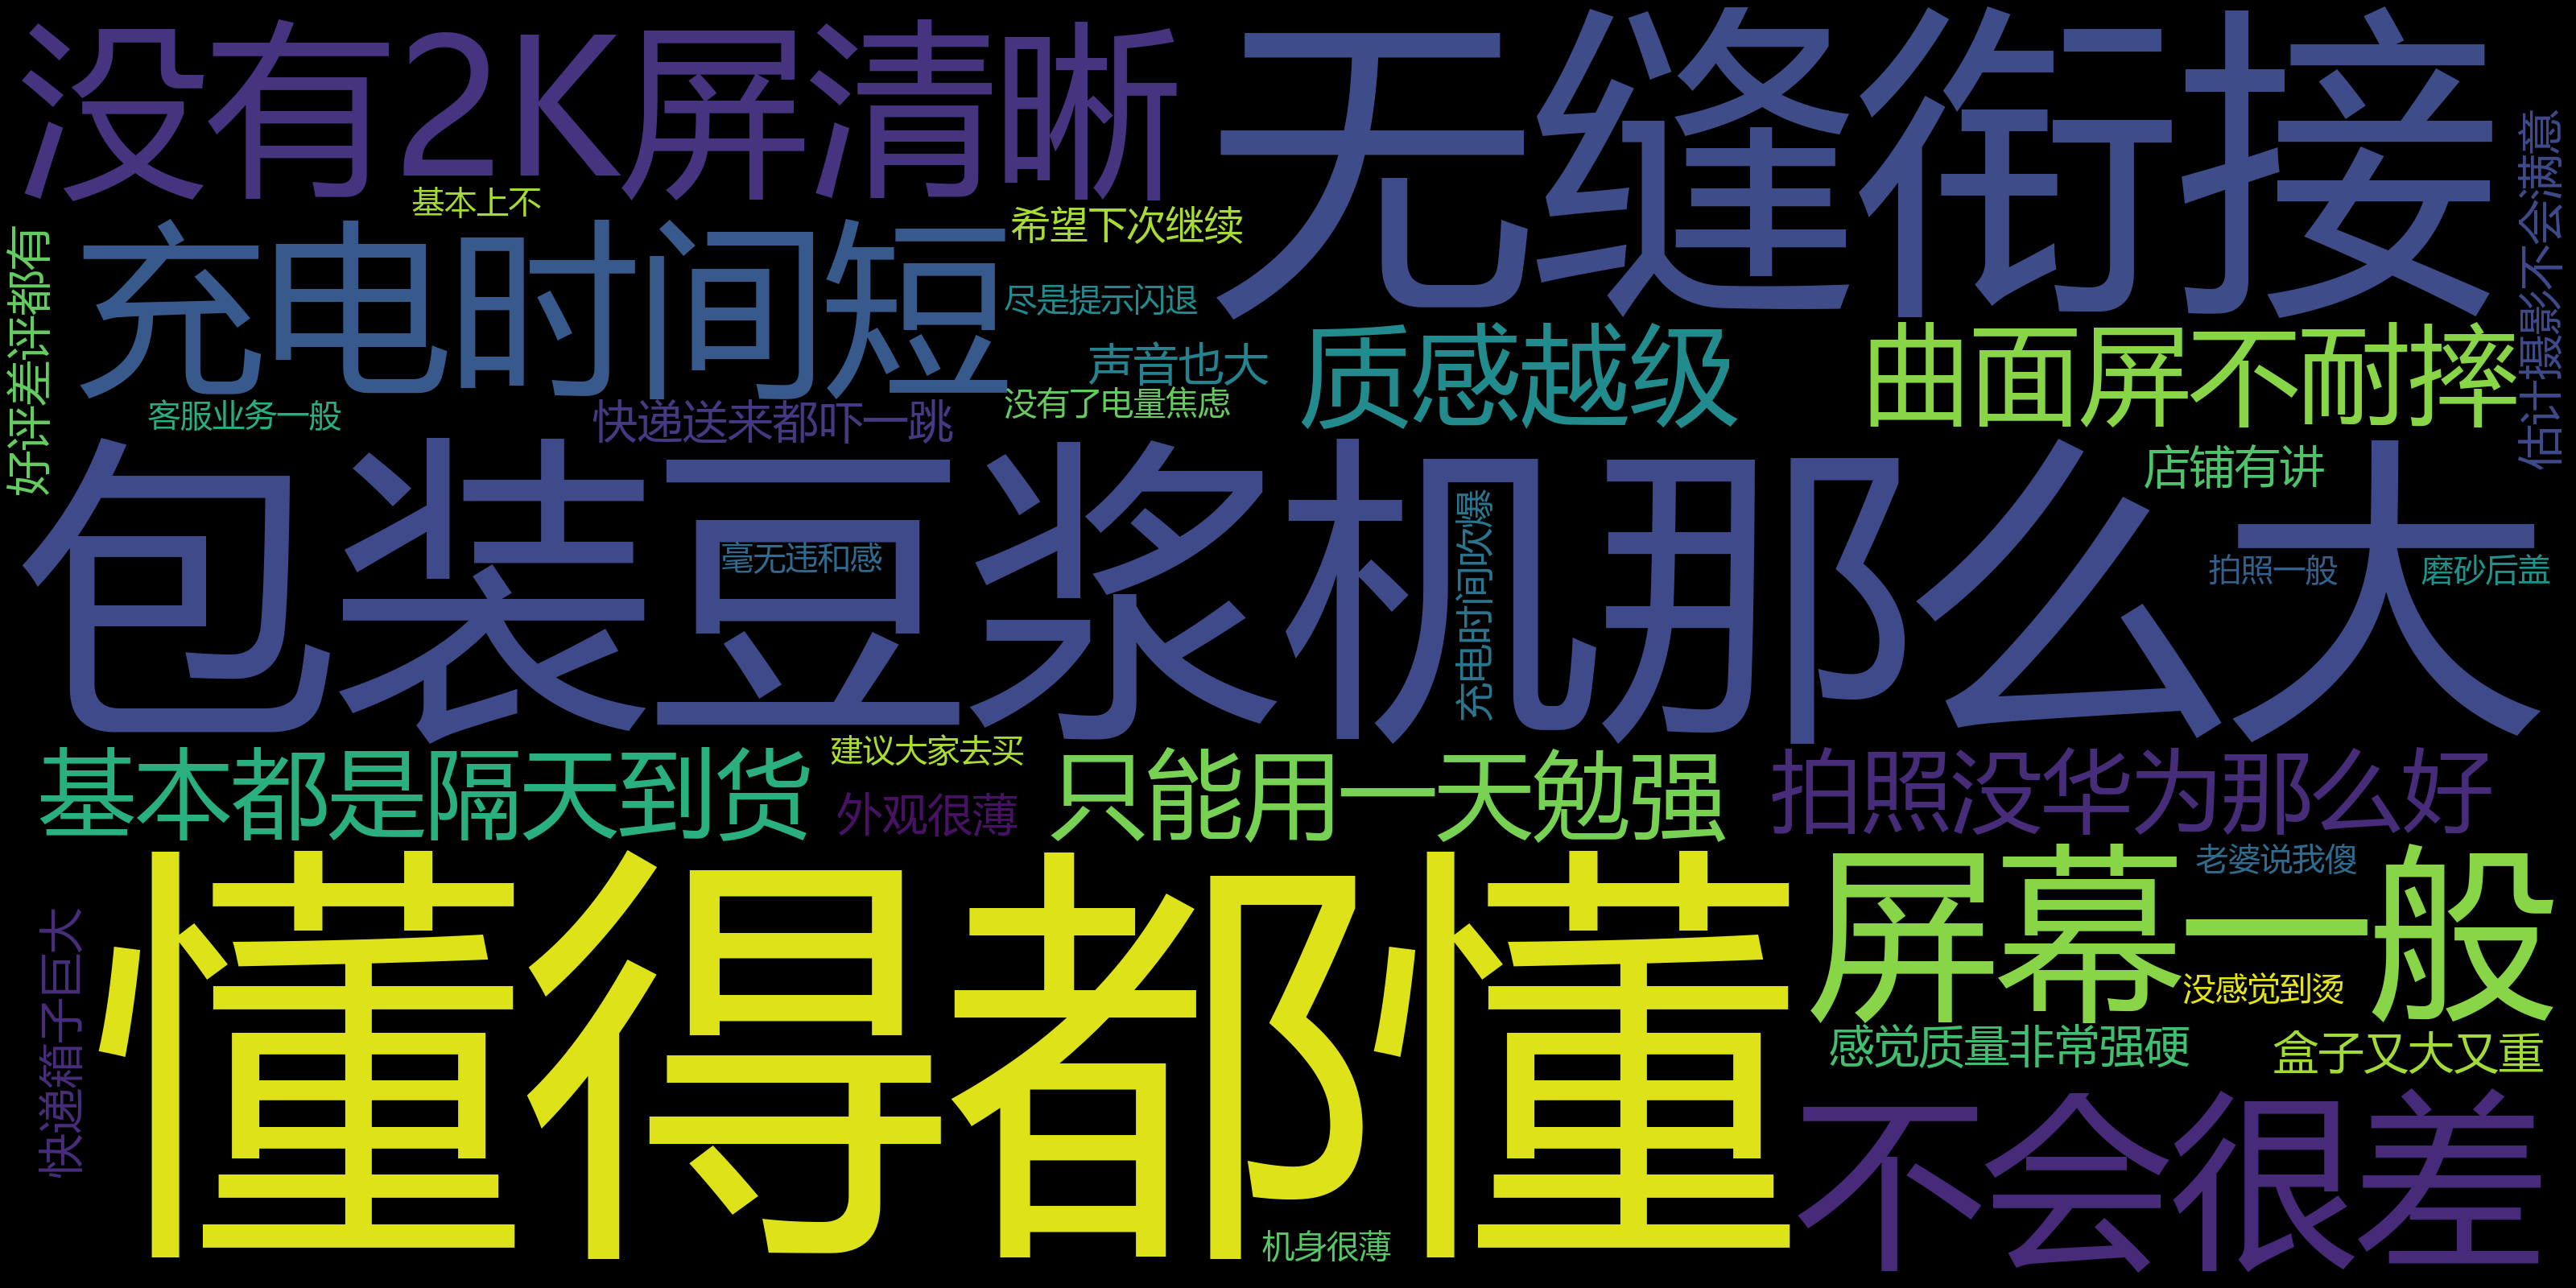 没有2K屏清晰
无缝衔接
基本上不
希望下次继续
估计摄影不会满意
好评差评都有
充电时间短
尽是提示闪退
声音也大
质感越级
曲面屏不耐摔
没有了电量焦虑
客服业务一般
快递送来都吓一跳
店铺有讲
包装豆浆机那么大
毫无违和感
充电时间吹爆
拍照一般
磨砂后盖
基本都是隔天到货
建议大家去买
外观很薄
只能用一天勉强
拍照没华为那么好
懂得都懂
屏幕一般
老婆说我傻
没感觉到烫
快递箱子巨大
感觉质量非常强硬
盒子又大又重
不会很差
机身很薄